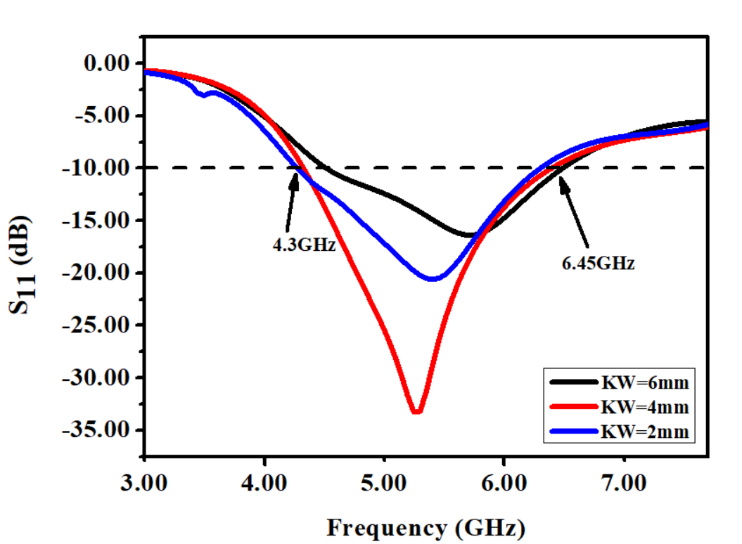 0.00
-5.00
-10.00
-15.00
-20.00
-25.00
-30.00
-35.00
S11 (dB)
4.3GHz
6.45GHz
KW=6mm
KW=4mm
KW=2mm
3.00 4.00 5.00 6.00 7.00
Frequency (GHz)